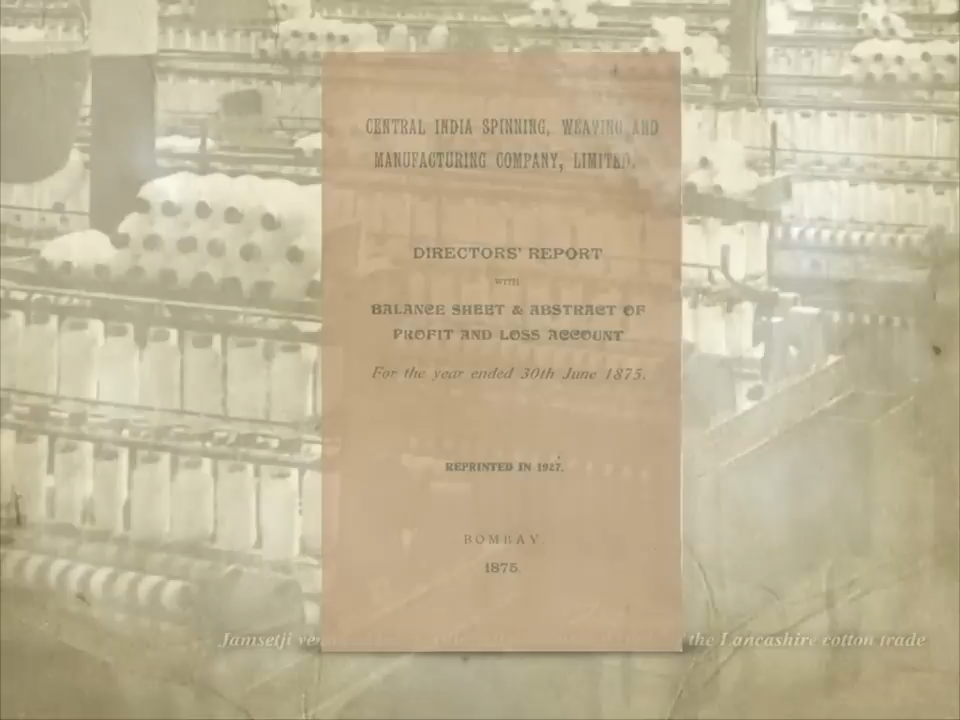 CENTRAL INDIA SPINNING, WEAVING AND
MANUFACTURING COMPANY, LIMITED.
DIRECTORS' REPORT
WITH
BALANCE SHEET & ABSTRACT OF
PROFIT AND LOSS ACCOUNT
For the year ended 30th June 1875.
REPRINTED IN 1927.
BOMBAY.
1875.
Jamsetji the Lancashire cotton trade